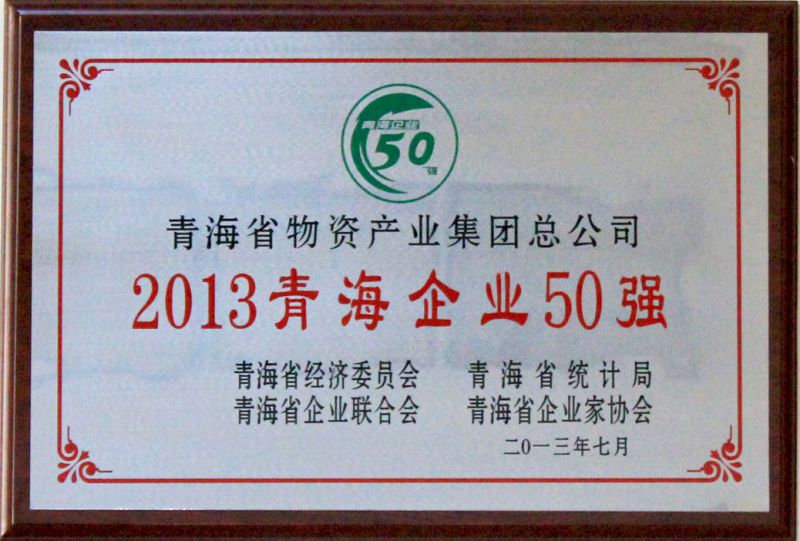 青海企业
50
强
青海省物资产业集团总公司
2013青海企业50强
青海省经济委员会 青海省统计局
青海省企业联合会 青海省企业家协会
二0一三年七月